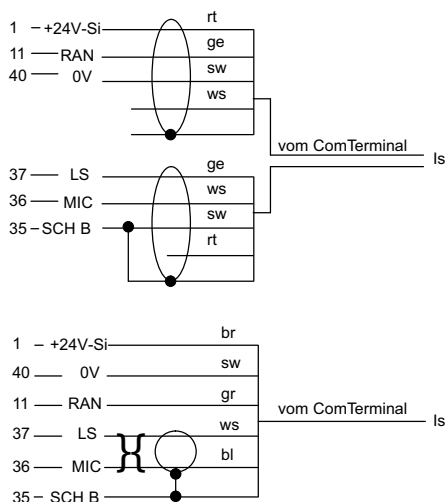 rt
1 – +24V-Si
ge
11 — RAN
sw
40 — 0V
ws
vom ComTerminal
ls
ge
37 — LS
ws
36 — MIC
sw
35 – SCH B
rt
br
1 – +24V-Si
sw
40 — 0V
gr
11 — RAN
vom ComTerminal
ls
ws
37 — LS
bl
36 — MIC
35 – SCH B